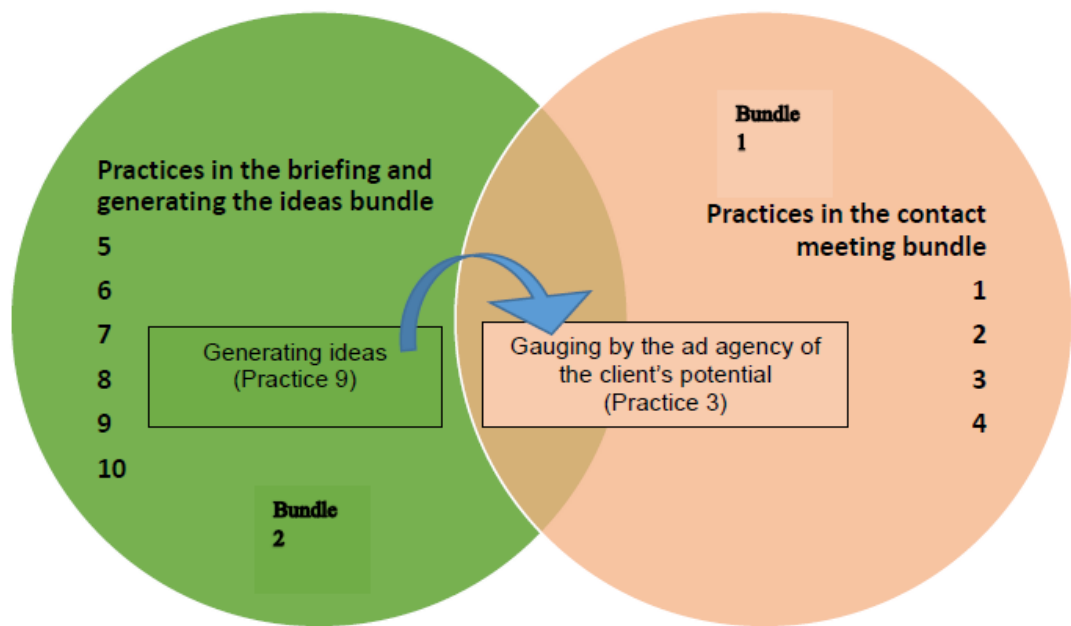 Practices in the briefing and
generating the ideas bundle
5
6
7
8
9
10
Generating ideas
(Practice 9)
Bundle
2
Bundle
1
Practices in the contact
meeting bundle
1
2
3
4
Gauging by the ad agency of
the client's potential
(Practice 3)